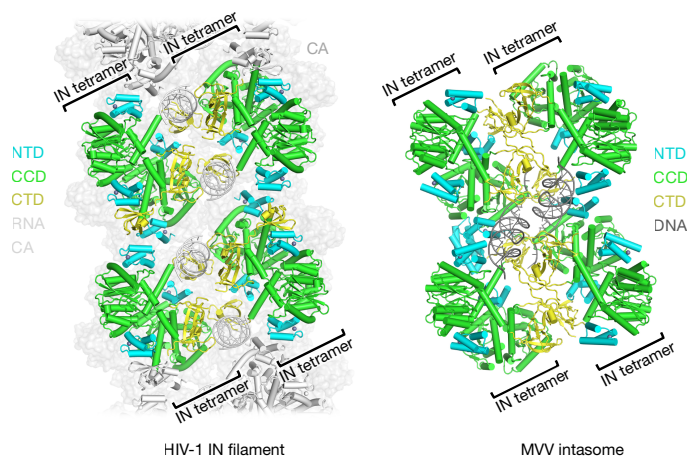 IN tetramer
IN tetramer
CA
IN tetramer
IN tetramer
NTD
CCD
CTD
RNA
CA
NTD
CCD
CTD
DNA
IN tetramer
IN tetramer
IN tetramer
IN tetramer
HIV-1 IN filament
MVV intasome